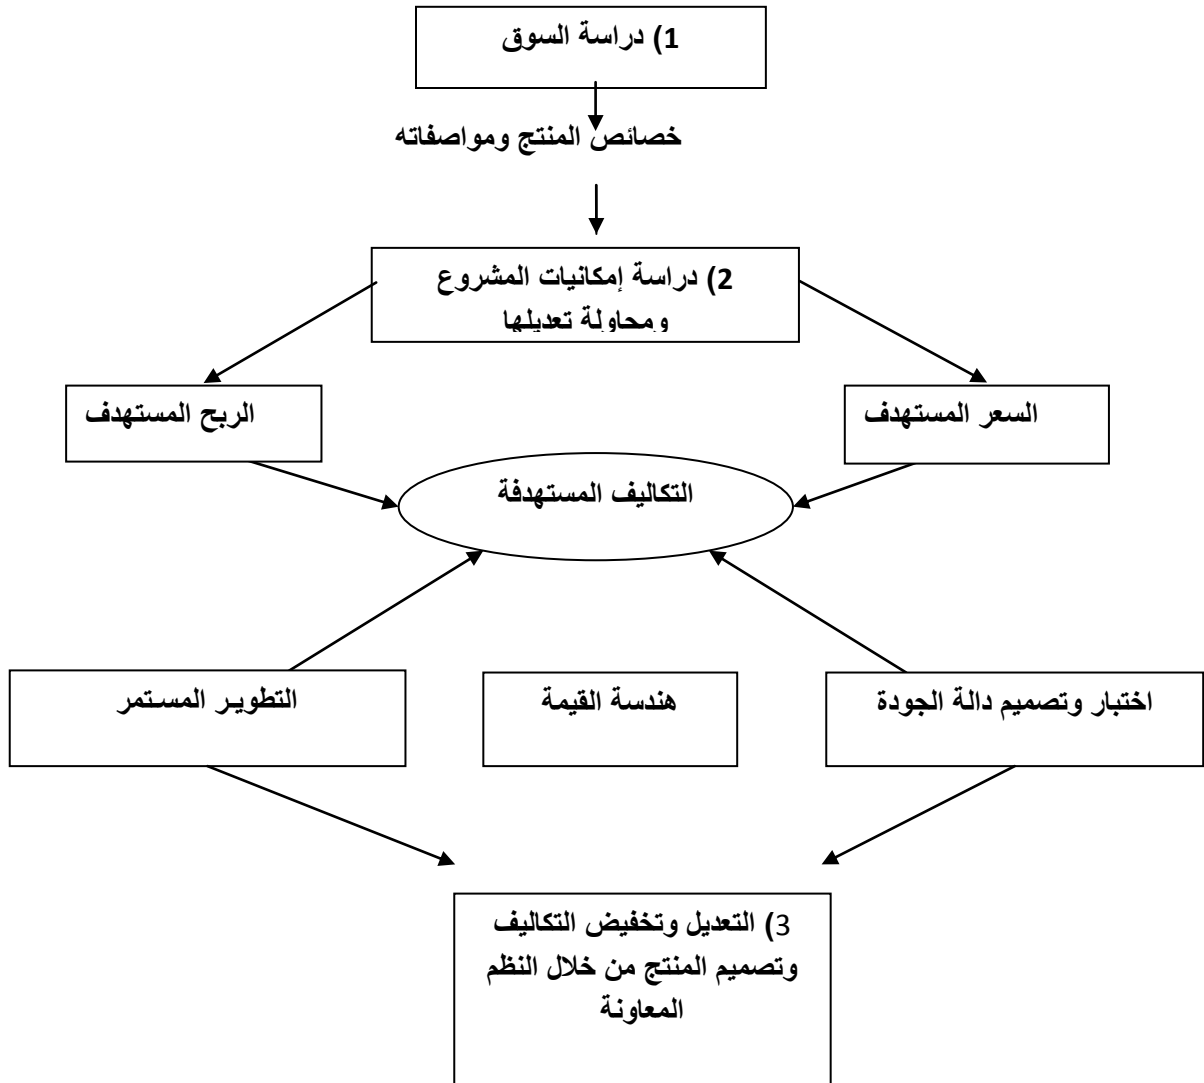 1) دراسة السوق
خصائص المنتج ومواصفاته
2) دراسة إمكانيات المشروع
ومحاولة تعديلها
السعر المستهدف
الربح المستهدف
التكاليف المستهدفة
اختبار وتصميم دالة الجودة
هندسة القيمة
التطوير المستمر
3) التعديل وتخفيض التكاليف
وتصميم المنتج من خلال النظم
المعاونة